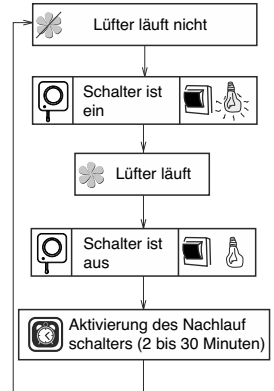 Lüfter läuft nicht
Schalter ist
ein
Lüfter läuft
Schalter ist
aus
Aktivierung des Nachlauf
schalters (2 bis 30 Minuten)